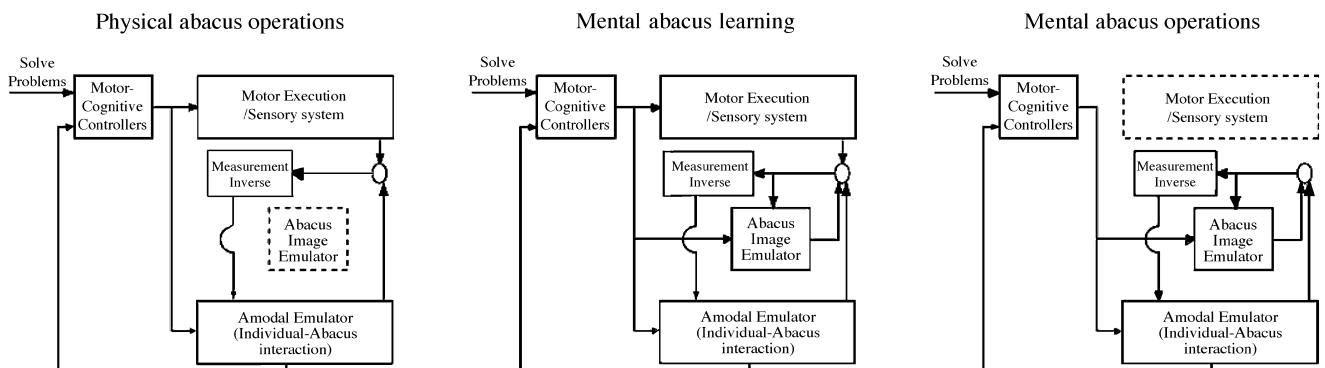 Physical abacus operations
Solve
Problems
Motor-
Cognitive
Controllers
Motor Execution
/Sensory system
Measurement
Inverse
Abacus
Image
Emulator
Amodal Emulator
(Individual-Abacus
interaction)
Mental abacus learning
Solve
Problems
Motor-
Cognitive
Controllers
Motor Execution
/Sensory system
Measurement
Inverse
Abacus
Image
Emulator
Amodal Emulator
(Individual-Abacus
interaction)
Mental abacus operations
Solve
Problems
Motor-
Cognitive
Controllers
Motor Execution
/Sensory system
Measurement
Inverse
Abacus
Image
Emulator
Amodal Emulator
(Individual-Abacus
interaction)